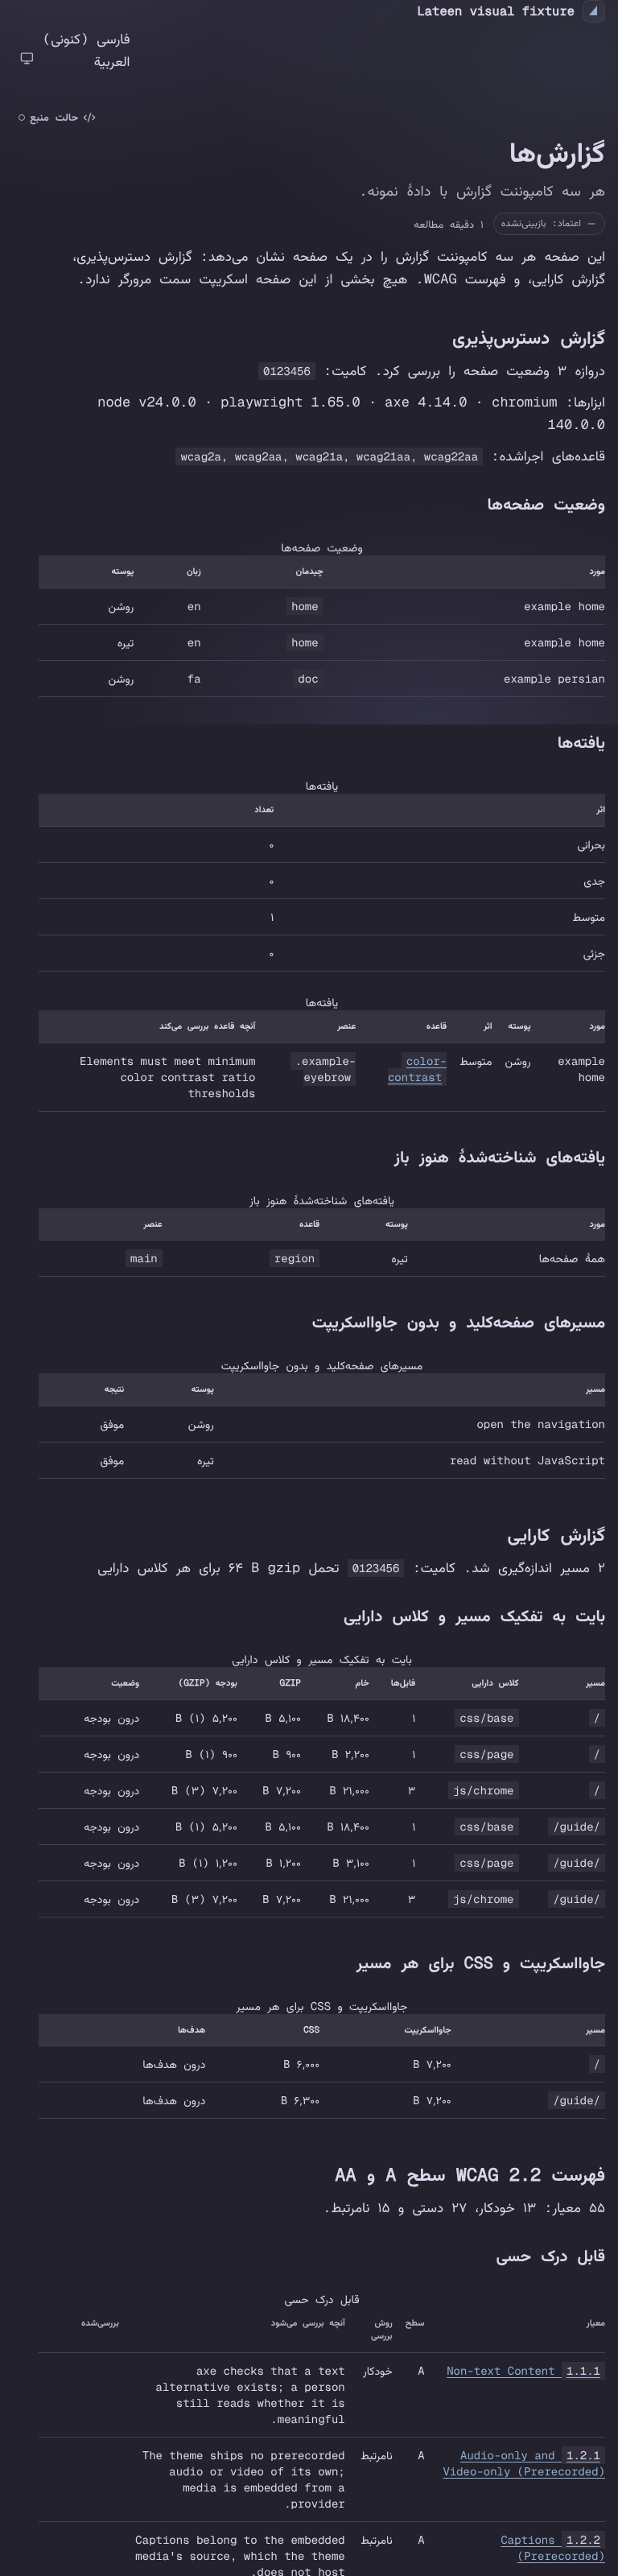 Lateen visual fixture
فارسی (کنونی)
العربية
حالت منبع
گزارش‌ها
هر سه کامپوننت گزارش با دادهٔ نمونه.
— اعتماد: بازبینی‌نشده ۱ دقیقه مطالعه
این صفحه هر سه کامپوننت گزارش را در یک صفحه نشان می‌دهد: گزارش دسترس‌پذیری،
گزارش کارایی، و فهرست WCAG. هیچ بخشی از این صفحه اسکریپت سمت مرورگر ندارد.
گزارش دسترس‌پذیری
دروازه ۳ وضعیت صفحه را بررسی کرد. کامیت: 0123456
ابزارها: node v24.0.0 · playwright 1.65.0 · axe 4.14.0 · chromium
140.0.0
قاعده‌های اجراشده: wcag2a, wcag2aa, wcag21a, wcag21aa, wcag22aa
وضعیت صفحه‌ها
وضعیت صفحه‌ها
مورد چیدمان زبان پوسته
example home home en روشن
example home home en تیره
example persian doc fa روشن
یافته‌ها
یافته‌ها
اثر تعداد
بحرانی ۰
جدی ۰
متوسط ۱
جزئی ۰
یافته‌ها
مورد پوسته اثر قاعده عنصر آنچه قاعده بررسی می‌کند
example home روشن متوسط color-contrast .example-eyebrow Elements must meet minimum
color contrast ratio
thresholds
یافته‌های شناخته‌شدهٔ هنوز باز
یافته‌های شناخته‌شدهٔ هنوز باز
مورد پوسته قاعده عنصر
همهٔ صفحه‌ها تیره region main
مسیرهای صفحه‌کلید و بدون جاوااسکریپت
مسیرهای صفحه‌کلید و بدون جاوااسکریپت
مسیر پوسته نتیجه
open the navigation روشن موفق
read without JavaScript تیره موفق
گزارش کارایی
۲ مسیر اندازه‌گیری شد. کامیت: 0123456 تحمل ۶۴ B gzip برای هر کلاس دارایی
بایت به تفکیک مسیر و کلاس دارایی
بایت به تفکیک مسیر و کلاس دارایی
مسیر کلاس دارایی فایل‌ها خام GZIP بودجه (GZIP) وضعیت
/ css/base ۱ ۱۸٬۴۰۰ B ۵٬۱۰۰ B ۵٬۲۰۰ B (۱) درون بودجه
/ css/page ۱ ۲٬۲۰۰ B ۹۰۰ B ۹۰۰ B (۱) درون بودجه
/ js/chrome ۳ ۲۱٬۰۰۰ B ۷٬۲۰۰ B ۷٬۲۰۰ B (۳) درون بودجه
/guide/ css/base ۱ ۱۸٬۴۰۰ B ۵٬۱۰۰ B ۵٬۲۰۰ B (۱) درون بودجه
/guide/ css/page ۱ ۳٬۱۰۰ B ۱٬۲۰۰ B ۱٬۲۰۰ B (۱) درون بودجه
/guide/ js/chrome ۳ ۲۱٬۰۰۰ B ۷٬۲۰۰ B ۷٬۲۰۰ B (۳) درون بودجه
جاوااسکریپت و CSS برای هر مسیر
جاوااسکریپت و CSS برای هر مسیر
مسیر جاوااسکریپت CSS هدف‌ها
/ ۷٬۲۰۰ B ۶٬۰۰۰ B درون هدف‌ها
/guide/ ۷٬۲۰۰ B ۶٬۳۰۰ B درون هدف‌ها
فهرست WCAG 2.2 سطح A و AA
۵۵ معیار: ۱۳ خودکار، ۲۷ دستی و ۱۵ نامرتبط.
قابل درک حسی
قابل درک حسی
معیار سطح روش بررسی آنچه بررسی می‌شود بررسی‌شده
1.1.1 Non-text Content A خودکار axe checks that a text
alternative exists; a person
still reads whether it is
meaningful.
1.2.1 Audio-only and Video-only (Prerecorded) A نامرتبط The theme ships no prerecorded
audio or video of its own;
media is embedded from a
provider.
1.2.2 Captions (Prerecorded) A نامرتبط Captions belong to the embedded
media's source, which the theme
does not host.